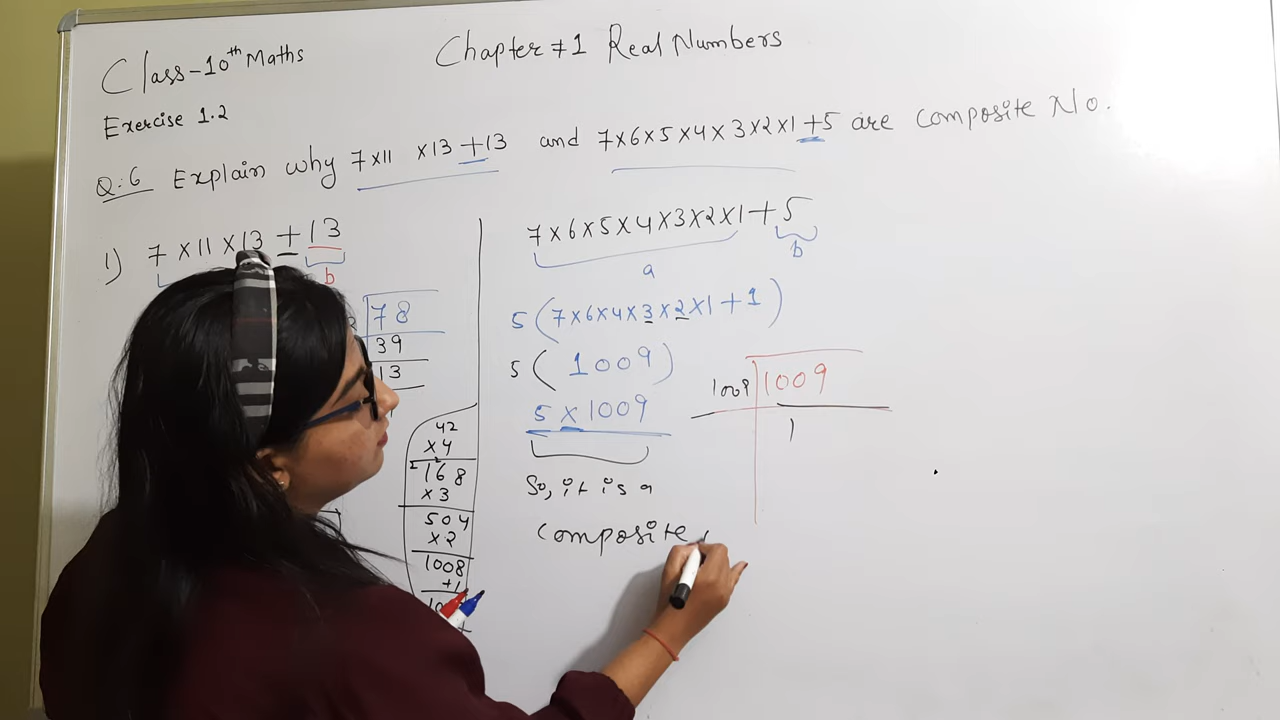 Class-10th Maths
Chapter #1 Real Numbers
Exercise 1.2
Q:6 Explain why 7×11 ×13 +13 and 7×6×5×4×3×2×1+5 are composite No.
1) 7 ×11 ×13 + 13
b
78
39
13
42
×4
2 2
168
×3
504
×2
1008
+1
7×6×5×4×3×2×1+5
a b
5(7×6×4×3×2×1+1)
5(1009)
5×1009
So, it is a
composite
1009 1009
1